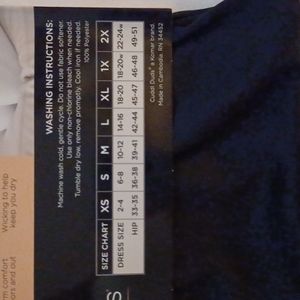 WASHING INSTRUCTIONS:
Machine wash cold, gentle cycle. Do not use fabric softener.
Use only non-chlorine bleach when needed.
Tumble dry low, remove promptly. Cool iron if needed.
100% Polyester
SIZE CHART XS S M L XL 1X 2X
DRESS SIZE 2-4 6-8 10-12 14-16 18-20 18-20w 22-24w
HIP 33-35 36-38 39-41 42-44 45-47 46-48 49-51
Cuddl Duds® a Komar brand.
Made in Cambodia RN 34452
Wicking to help
keep you dry
comfort
and out
S